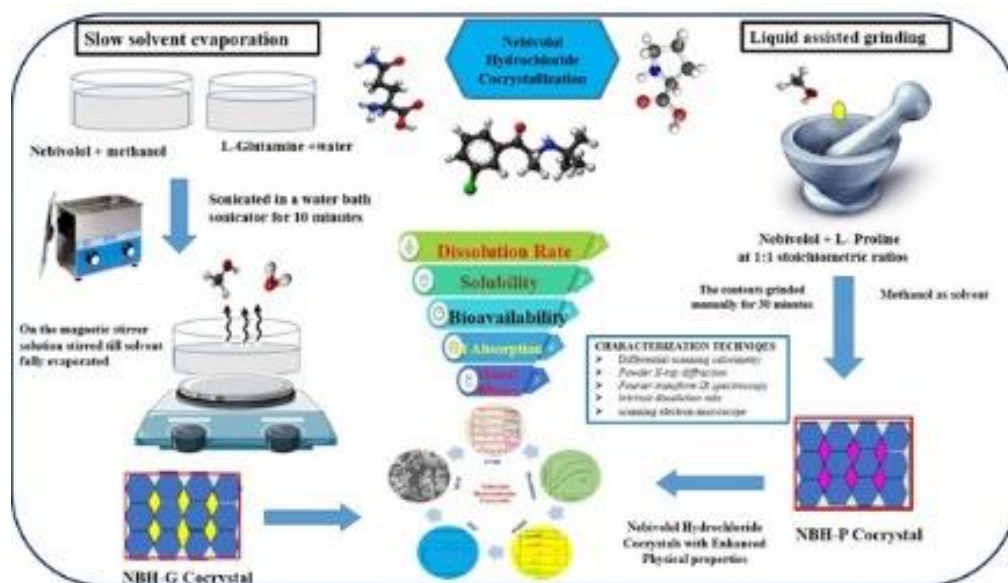 Slow solvent evaporation
Nebivolol + methanol
L-Glutamine +water
Sonicated in a water bath
sonicator for 10 minutes
On the magnetic stirrer
solution stirred till solvent
fully evaporated
NBH-G Cocrystal
Nebivolol
Hydrochloride
Cocrystallization
Dissolution Rate
Solubility
Bioavailability
Absorption
Liquid assisted grinding
Nebivolol + L- Proline
at 1:1 stoichiometric ratios
The contents grinded
manually for 30 minutes
Methanol as solvent
CHARACTERIZATION TECHNIQUES
Differential scanning calorimetry
Powder X-ray diffraction
Fourier transform IR spectroscopy
intrinsic dissolution rate
scanning electron microscope
NBH-P Cocrystal
Nebivolol Hydrochloride
Cocrystals with Enhanced
Physical properties